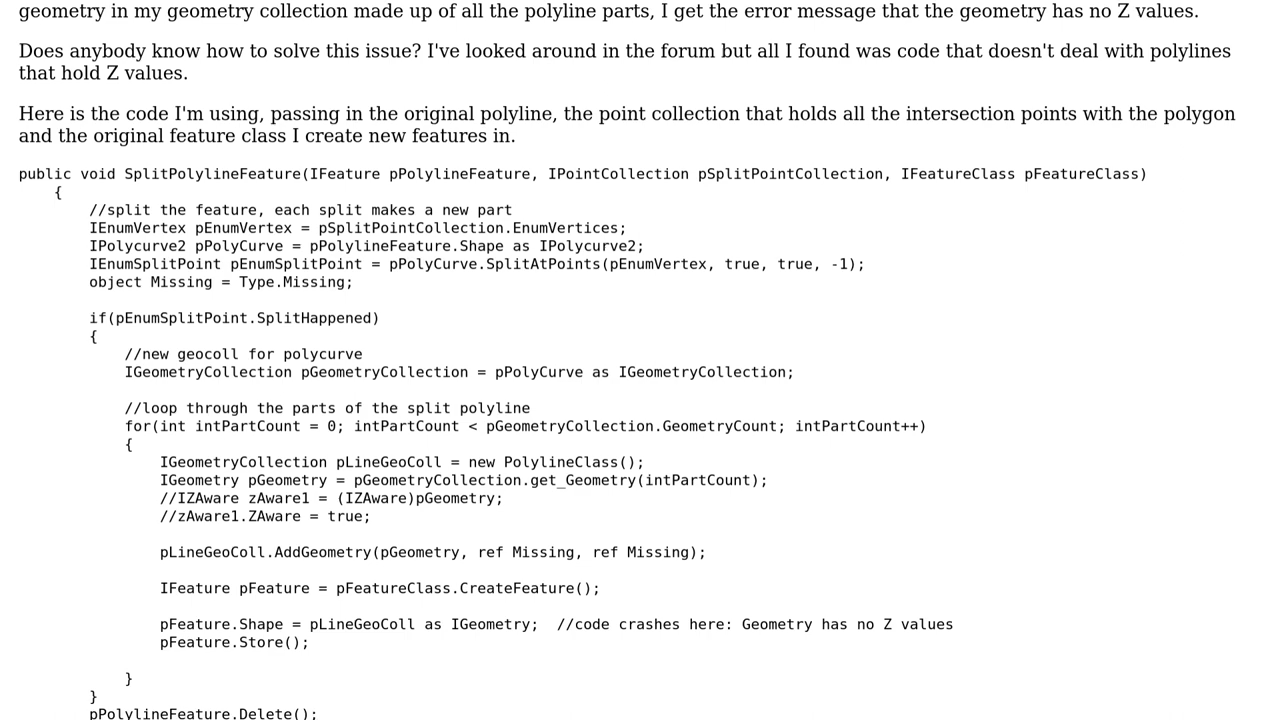 geometry in my geometry collection made up of all the polyline parts, I get the error message that the geometry has no Z values.
Does anybody know how to solve this issue? I've looked around in the forum but all I found was code that doesn't deal with polylines
that hold Z values.
Here is the code I'm using, passing in the original polyline, the point collection that holds all the intersection points with the polygon
and the original feature class I create new features in.
public void SplitPolylineFeature(IFeature pPolylineFeature, IPointCollection pSplitPointCollection, IFeatureClass pFeatureClass)
    {
        //split the feature, each split makes a new part
        IEnumVertex pEnumVertex = pSplitPointCollection.EnumVertices;
        IPolycurve2 pPolyCurve = pPolylineFeature.Shape as IPolycurve2;
        IEnumSplitPoint pEnumSplitPoint = pPolyCurve.SplitAtPoints(pEnumVertex, true, true, -1);
        object Missing = Type.Missing;
        if(pEnumSplitPoint.SplitHappened)
        {
            //new geocoll for polycurve
            IGeometryCollection pGeometryCollection = pPolyCurve as IGeometryCollection;
            //loop through the parts of the split polyline
            for(int intPartCount = 0; intPartCount < pGeometryCollection.GeometryCount; intPartCount++)
            {
                IGeometryCollection pLineGeoColl = new PolylineClass();
                IGeometry pGeometry = pGeometryCollection.get_Geometry(intPartCount);
                //IZAware zAware1 = (IZAware)pGeometry;
                //zAware1.ZAware = true;
                pLineGeoColl.AddGeometry(pGeometry, ref Missing, ref Missing);
                IFeature pFeature = pFeatureClass.CreateFeature();
                pFeature.Shape = pLineGeoColl as IGeometry;  //code crashes here: Geometry has no Z values
                pFeature.Store();
            }
        }
        pPolylineFeature.Delete();